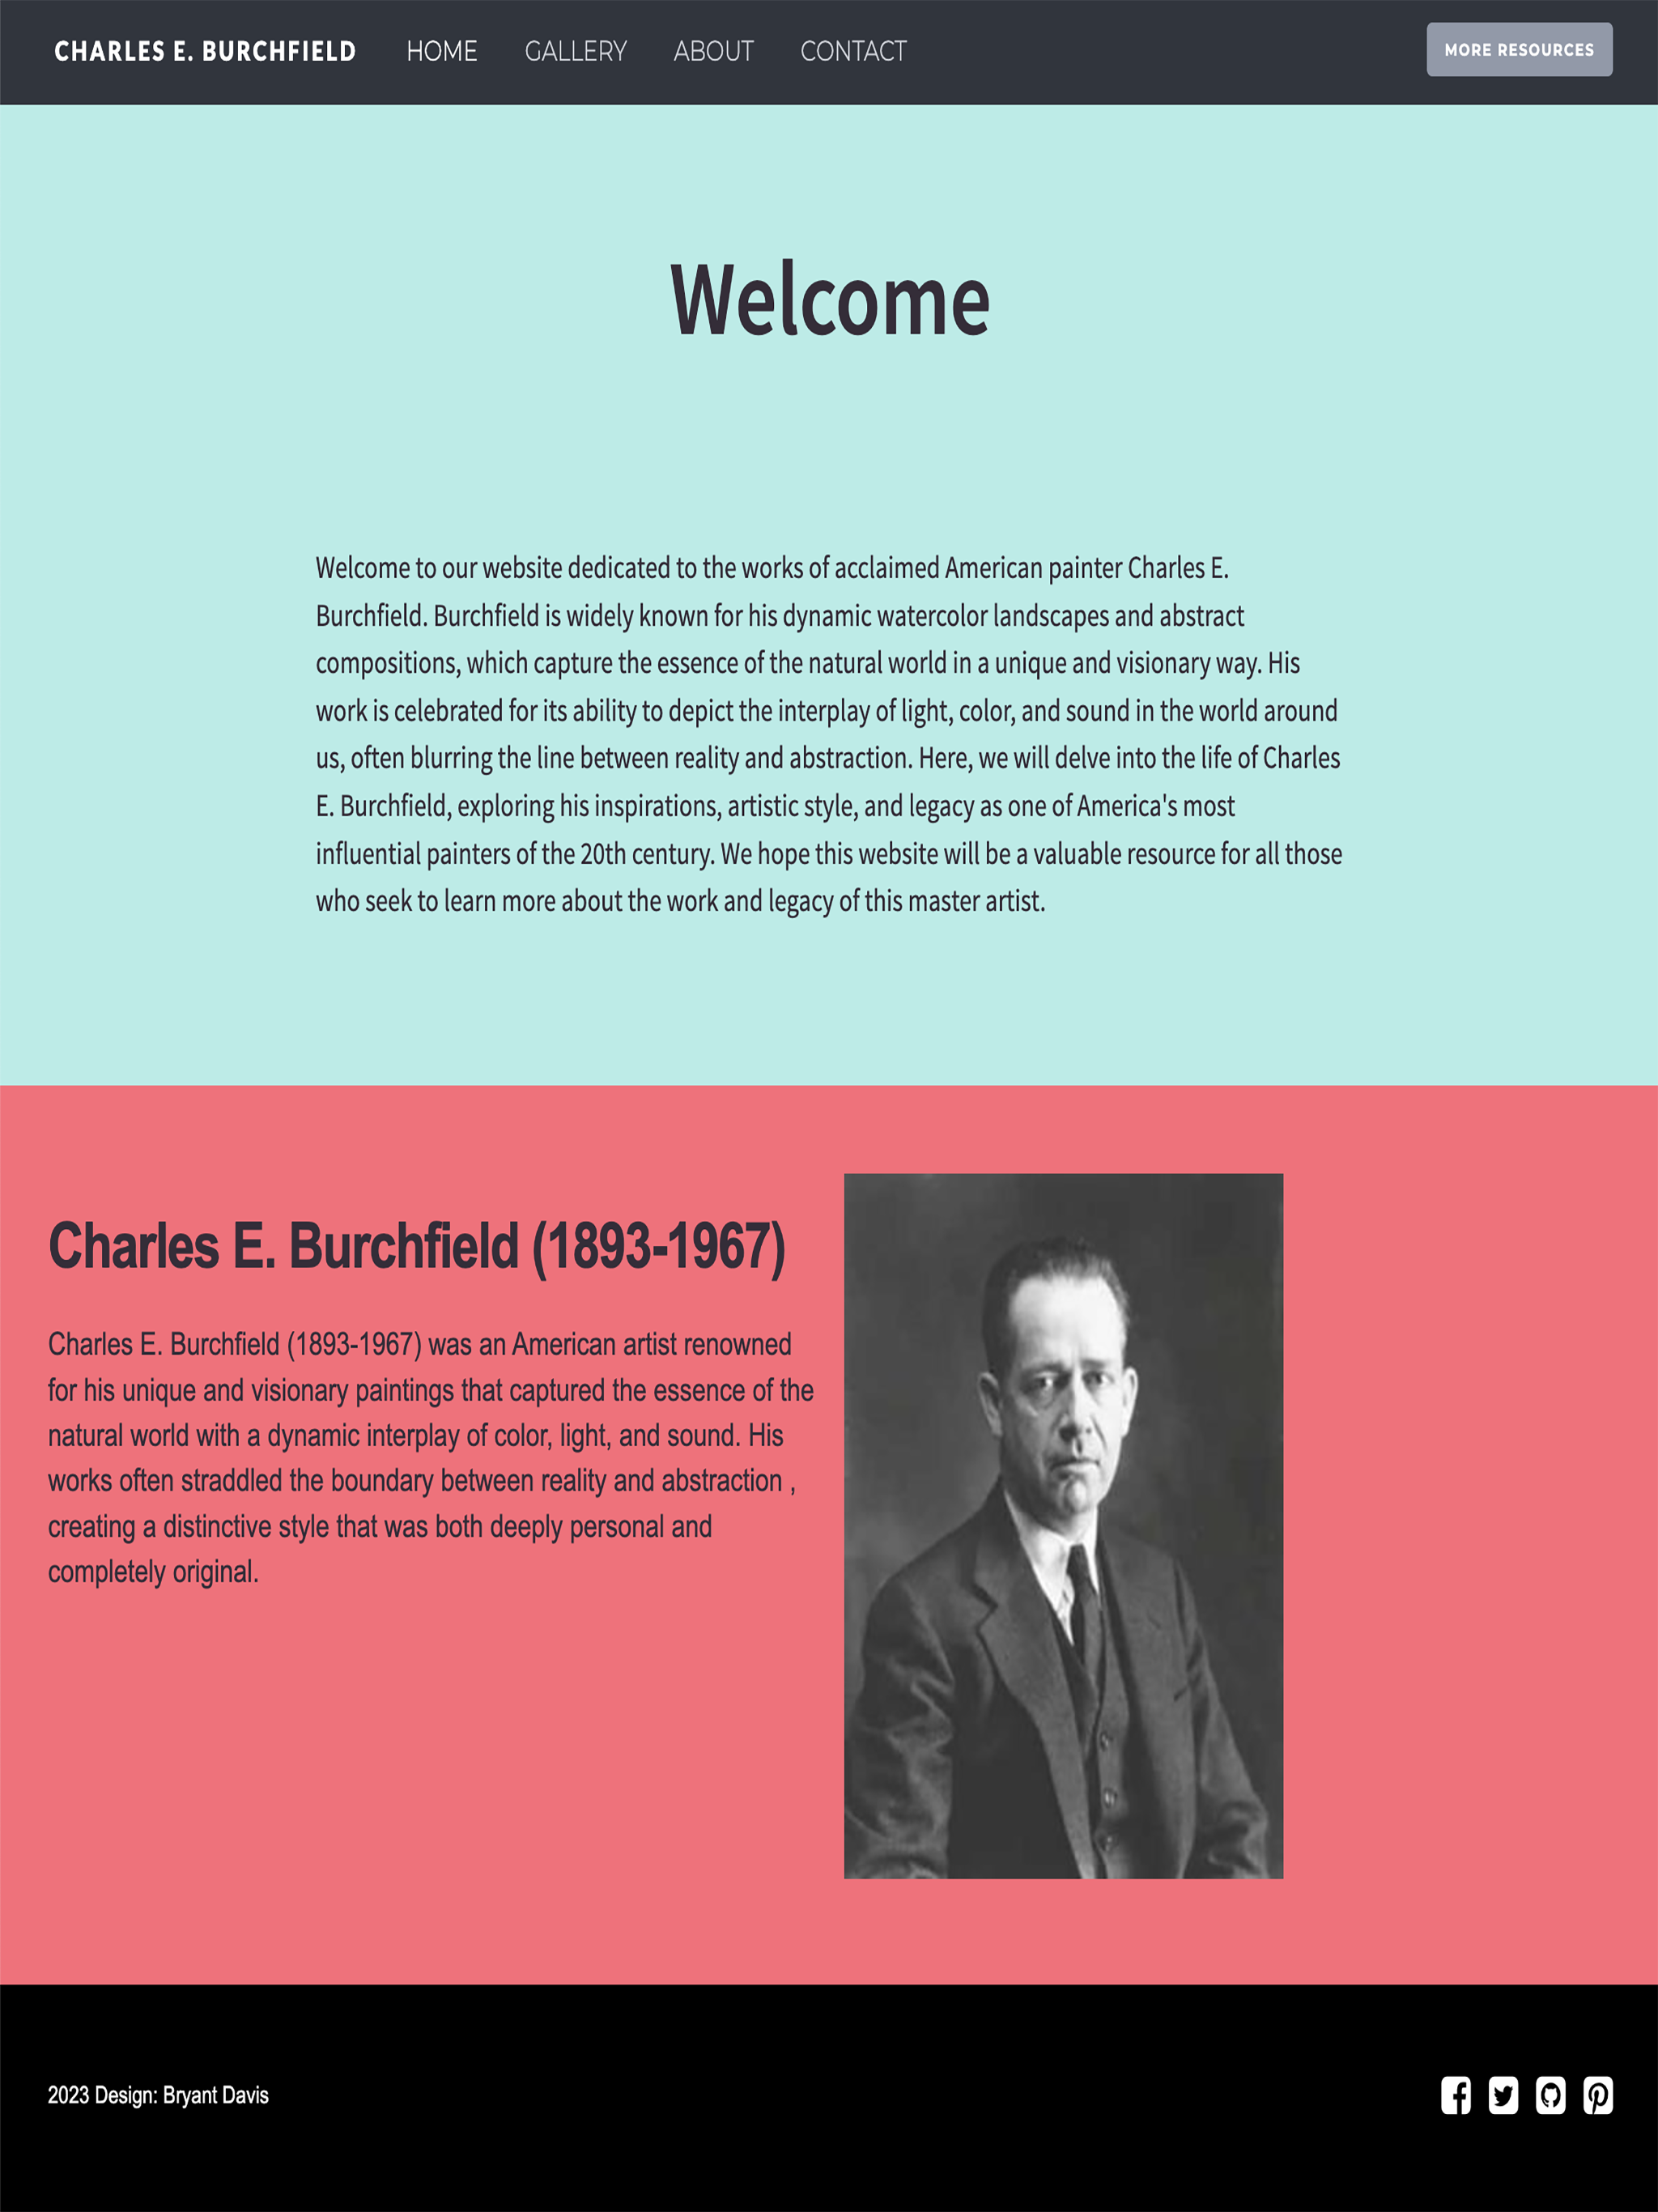 CHARLES E. BURCHFIELD HOME GALLERY ABOUT CONTACT MORE RESOURCES
Welcome
Welcome to our website dedicated to the works of acclaimed American painter Charles E.
Burchfield. Burchfield is widely known for his dynamic watercolor landscapes and abstract
compositions, which capture the essence of the natural world in a unique and visionary way. His
work is celebrated for its ability to depict the interplay of light, color, and sound in the world around
us, often blurring the line between reality and abstraction. Here, we will delve into the life of Charles
E. Burchfield, exploring his inspirations, artistic style, and legacy as one of America's most
influential painters of the 20th century. We hope this website will be a valuable resource for all those
who seek to learn more about the work and legacy of this master artist.
Charles E. Burchfield (1893-1967)
Charles E. Burchfield (1893-1967) was an American artist renowned
for his unique and visionary paintings that captured the essence of the
natural world with a dynamic interplay of color, light, and sound. His
works often straddled the boundary between reality and abstraction ,
creating a distinctive style that was both deeply personal and
completely original.
2023 Design: Bryant Davis